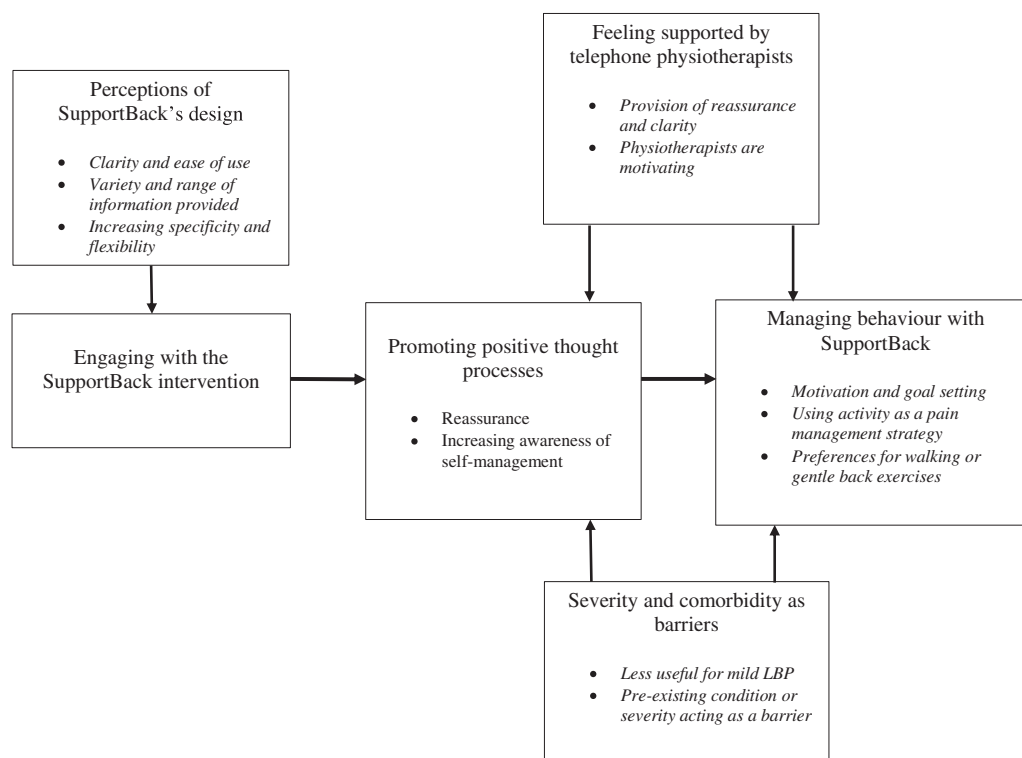 Perceptions of
SupportBack's design
• Clarity and ease of use
• Variety and range of
information provided
• Increasing specificity and
flexibility
Engaging with the
SupportBack intervention
Feeling supported by
telephone physiotherapists
• Provision of reassurance
and clarity
• Physiotherapists are
motivating
Promoting positive thought
processes
• Reassurance
• Increasing awareness of
self-management
Managing behaviour with
SupportBack
• Motivation and goal setting
• Using activity as a pain
management strategy
• Preferences for walking or
gentle back exercises
Severity and comorbidity as
barriers
• Less useful for mild LBP
• Pre-existing condition or
severity acting as a barrier